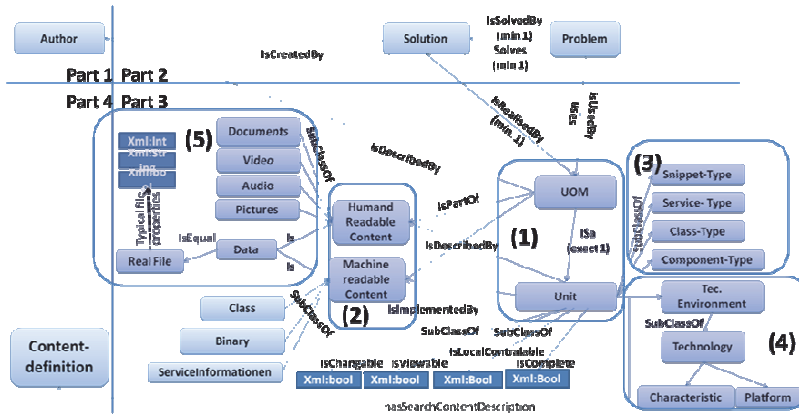 Author
IsCreatedBy
Solution
IsSolvedBy
(min 1)
Solves
(min 1)
Problem
Part 1 Part 2
Part 4 Part 3
(5)
Xml:Int
Xml:Str
Documents
Video
Audio
Pictures
SubClassOf
Typical file
properties
IsEqual
Data
Is
Is
Real File
IsDescribedBy
IsRealisedBy
(min. 1)
IsUsedBy
uses
Humand
Readable
Content
Machine
readable
Content
(2)
IsPartOf
IsDescribedBy
(1)
UOM
ISa
(exact 1)
Unit
(3)
SubClassOf
Snippet-Type
Service-Type
Class-Type
Component-Type
Tec.
Environment
SubClassOf
Technology
(4)
Characteristic
Platform
Class
Binary
ServiceInformationen
SubClassOf
IsImplementedBy
SubClassOf
SubClassOf
IsLocalContralable
isChangable
isViewable
isComplete
Xml:bool
Xml:bool
Xml:Bool
Xml:Bool
Content-
definition
hasSearchContentDescription